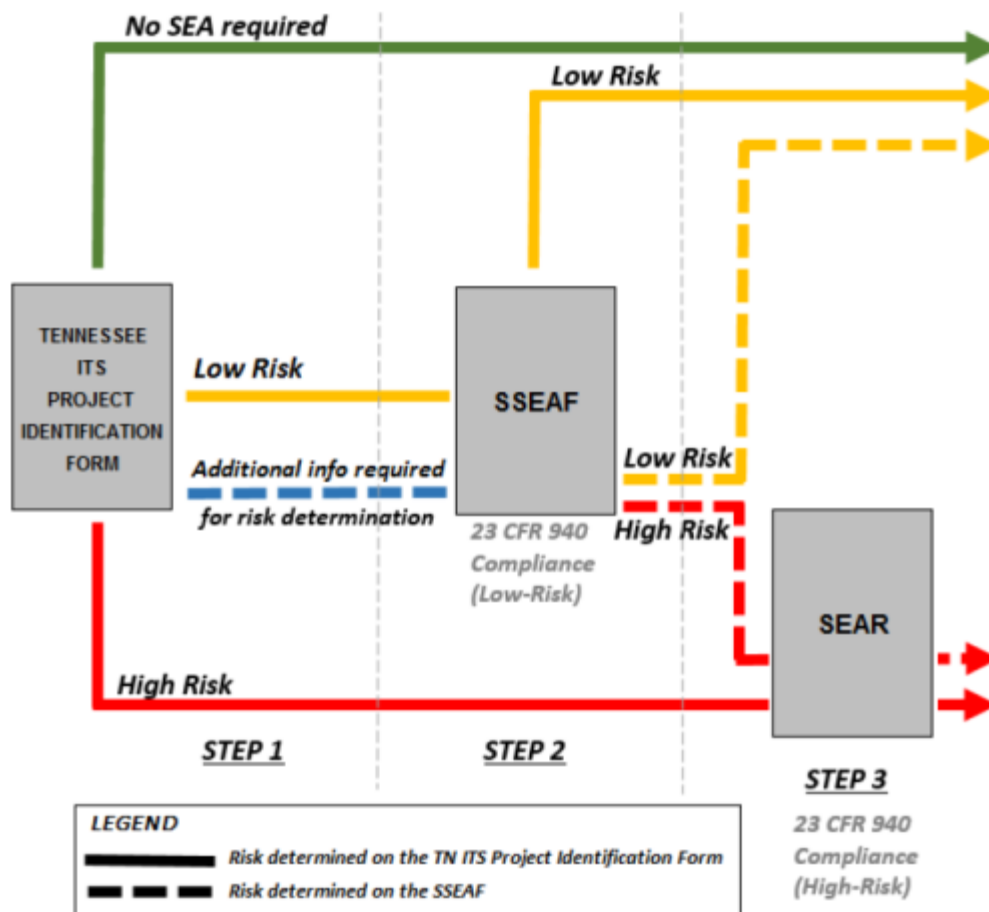 No SEA required
Low Risk
TENNESSEE
ITS
PROJECT
IDENTIFICATION
FORM
Low Risk
Additional info required
for risk determination
SSEAF
23 CFR 940
Compliance
(Low-Risk)
Low Risk
High Risk
SEAR
High Risk
STEP 1
STEP 2
STEP 3
23 CFR 940
Compliance
(High-Risk)
LEGEND
Risk determined on the TN ITS Project Identification Form
Risk determined on the SSEAF